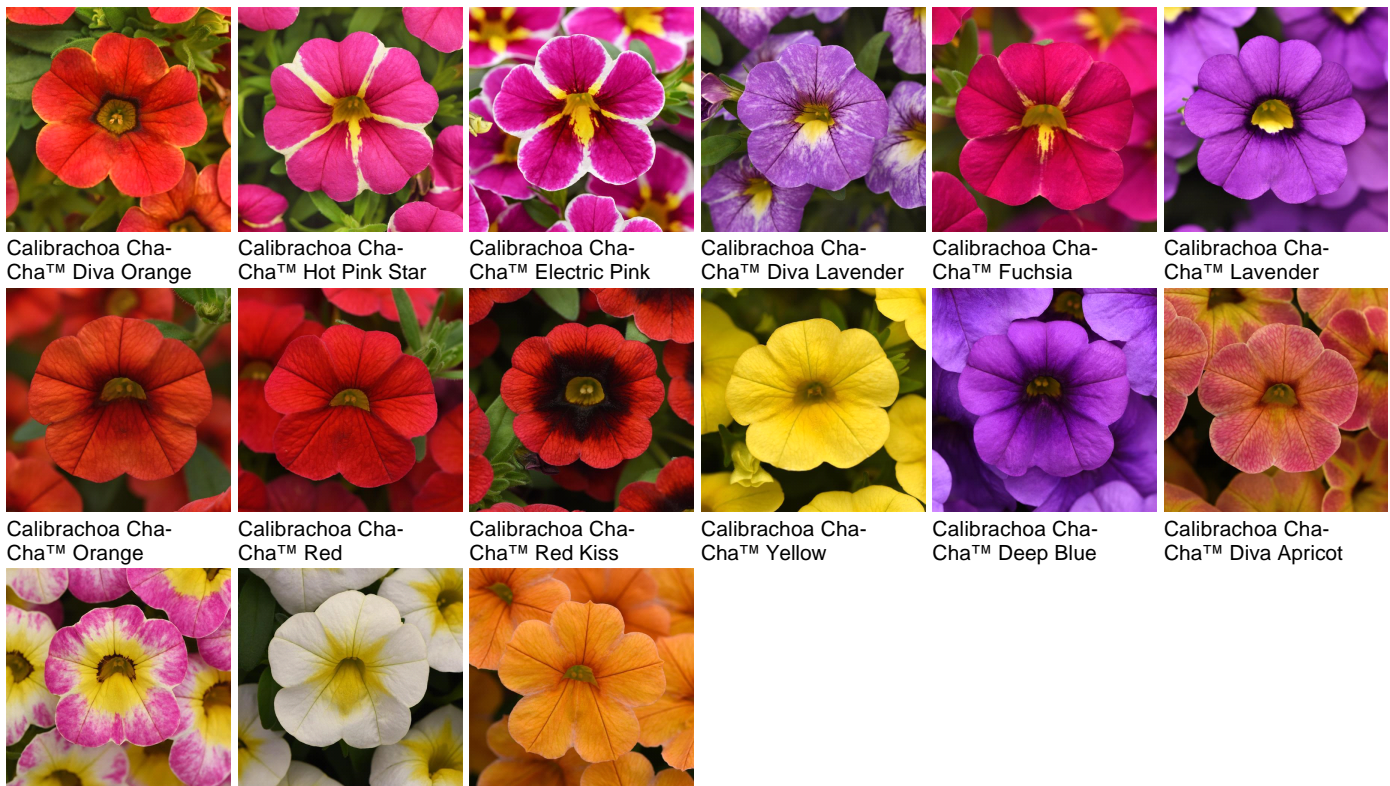 Calibrachoa Cha-
Cha™ Diva Orange
Calibrachoa Cha-
Cha™ Hot Pink Star
Calibrachoa Cha-
Cha™ Electric Pink
Calibrachoa Cha-
Cha™ Diva Lavender
Calibrachoa Cha-
Cha™ Fuchsia
Calibrachoa Cha-
Cha™ Lavender
Calibrachoa Cha-
Cha™ Orange
Calibrachoa Cha-
Cha™ Red
Calibrachoa Cha-
Cha™ Red Kiss
Calibrachoa Cha-
Cha™ Yellow
Calibrachoa Cha-
Cha™ Deep Blue
Calibrachoa Cha-
Cha™ Diva Apricot